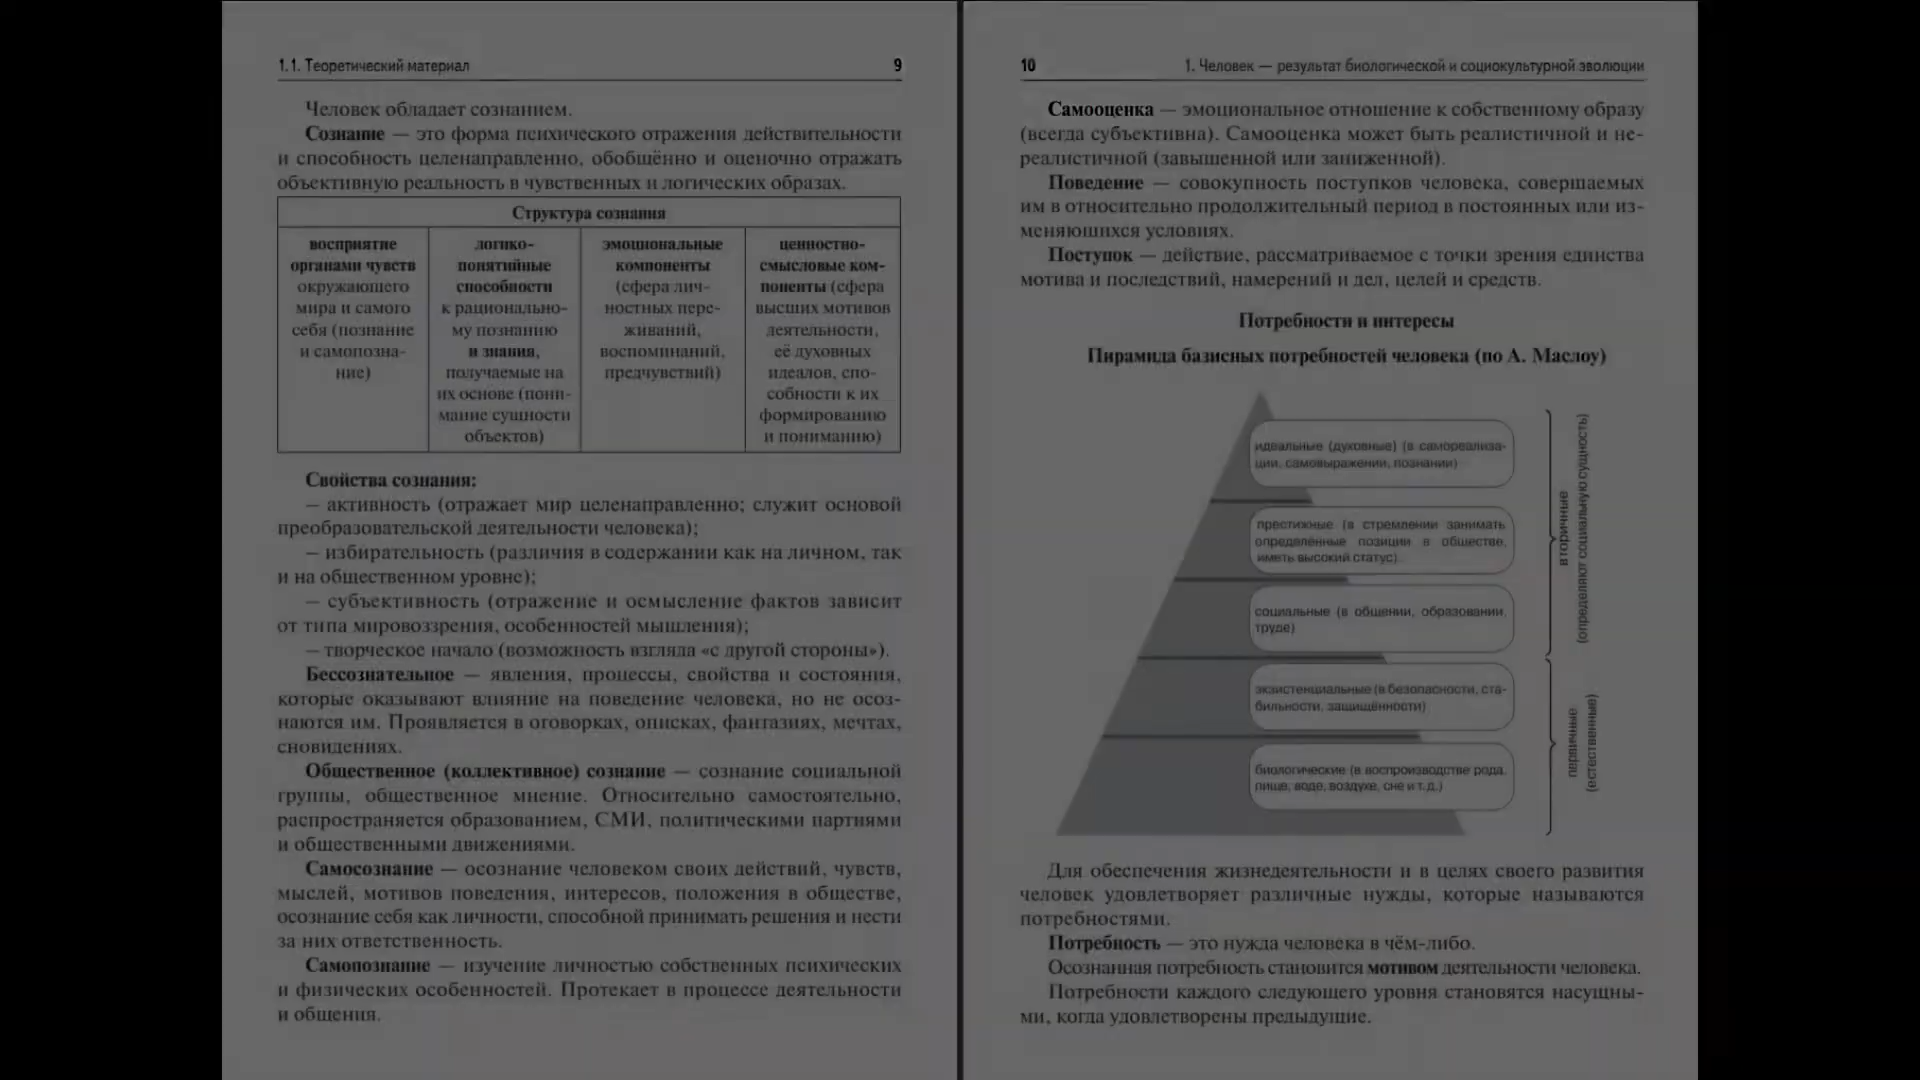 1.1. Теоретический материал 9
Человек обладает сознанием.
Сознание — это форма психического отражения действительности
и способность целенаправленно, обобщённо и оценочно отражать
объективную реальность в чувственных и логических образах.
Структура сознания
восприятие
органами чувств
окружающего
мира и самого
себя (познание
и самопозна-
ние)
логико-
понятийные
способности
к рационально-
му познанию
и знания,
получаемые на
их основе (пони-
мание сущности
объектов)
эмоциональные
компоненты
(сфера лич-
ностных пере-
живаний,
воспоминаний,
предчувствий)
ценностно-
смысловые ком-
поненты (сфера
высших мотивов
деятельности,
её духовных
идеалов, спо-
собности к их
формированию
и пониманию)
Свойства сознания:
— активность (отражает мир целенаправленно; служит основой
преобразовательской деятельности человека);
— избирательность (различия в содержании как на личном, так
и на общественном уровне);
— субъективность (отражение и осмысление фактов зависит
от типа мировоззрения, особенностей мышления);
— творческое начало (возможность взгляда «с другой стороны»).
Бессознательное — явления, процессы, свойства и состояния,
которые оказывают влияние на поведение человека, но не осоз-
наются им. Проявляется в оговорках, описках, фантазиях, мечтах,
сновидениях.
Общественное (коллективное) сознание — сознание социальной
группы, общественное мнение. Относительно самостоятельно,
распространяется образованием, СМИ, политическими партиями
и общественными движениями.
Самосознание — осознание человеком своих действий, чувств,
мыслей, мотивов поведения, интересов, положения в обществе,
осознание себя как личности, способной принимать решения и нести
за них ответственность.
Самопознание — изучение личностью собственных психических
и физических особенностей. Протекает в процессе деятельности
и общения.
10 1. Человек — результат биологической и социокультурной эволюции
Самооценка — эмоциональное отношение к собственному образу
(всегда субъективна). Самооценка может быть реалистичной и не-
реалистичной (завышенной или заниженной).
Поведение — совокупность поступков человека, совершаемых
им в относительно продолжительный период в постоянных или из-
меняющихся условиях.
Поступок — действие, рассматриваемое с точки зрения единства
мотива и последствий, намерений и дел, целей и средств.
Потребности и интересы
Пирамида базисных потребностей человека (по А. Маслоу)
идеальные (духовные) (в самореализа-
ции, самовыражении, познании)
престижные (в стремлении занимать
определённые позиции в обществе,
иметь высокий статус)
социальные (в общении, образовании,
труде)
экзистенциальные (в безопасности, ста-
бильности, защищённости)
биологические (в воспроизводстве рода,
пище, воде, воздухе, сне и т.д.)
вторичные
(определяют социальную сущность)
первичные
(естественные)
Для обеспечения жизнедеятельности и в целях своего развития
человек удовлетворяет различные нужды, которые называются
потребностями.
Потребность — это нужда человека в чём-либо.
Осознанная потребность становится мотивом деятельности человека.
Потребности каждого следующего уровня становятся насущны-
ми, когда удовлетворены предыдущие.